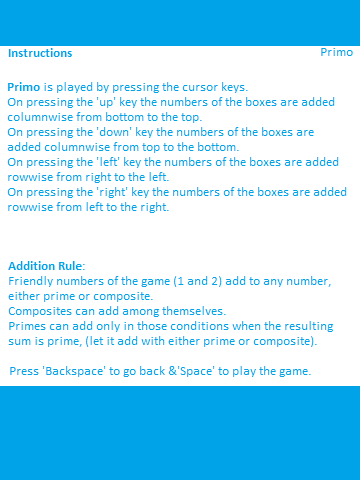 Instructions Primo
Primo is played by pressing the cursor keys.
On pressing the 'up' key the numbers of the boxes are added
columnwise from bottom to the top.
On pressing the 'down' key the numbers of the boxes are
added columnwise from top to the bottom.
On pressing the 'left' key the numbers of the boxes are added
rowwise from right to the left.
On pressing the 'right' key the numbers of the boxes are added
rowwise from left to the right.
Addition Rule:
Friendly numbers of the game (1 and 2) add to any number,
either prime or composite.
Composites can add among themselves.
Primes can add only in those conditions when the resulting
sum is prime, (let it add with either prime or composite).
Press 'Backspace' to go back &'Space' to play the game.